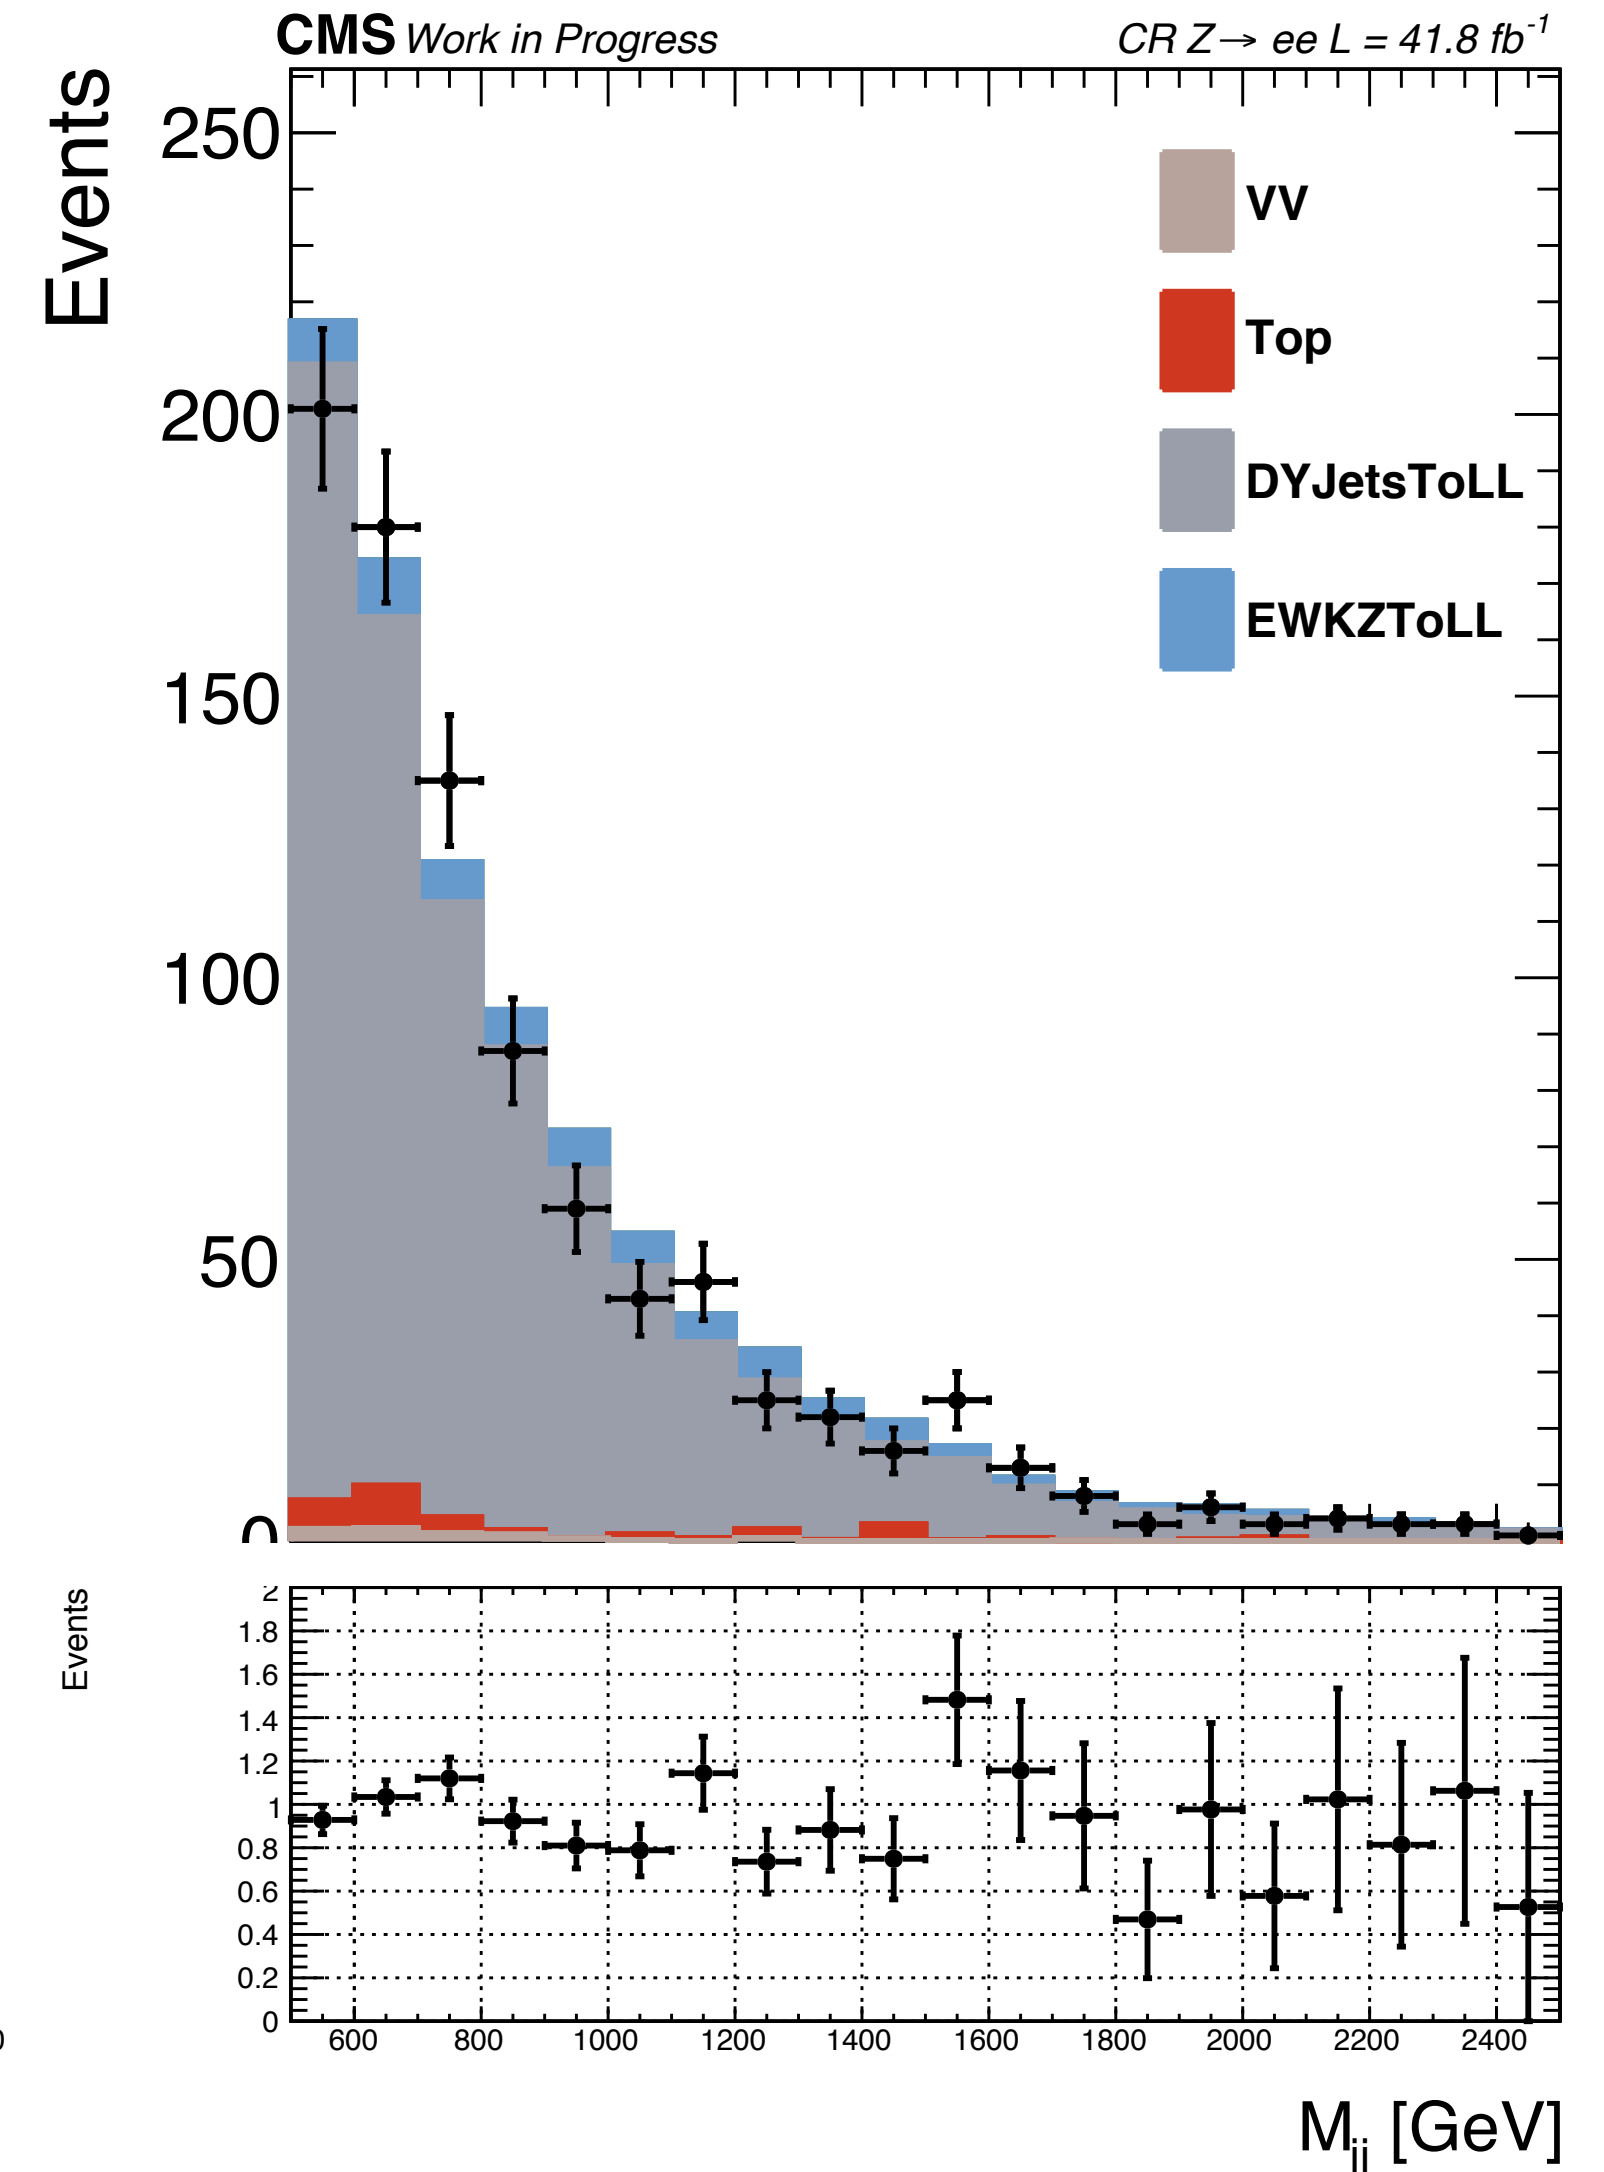 CMS Work in Progress
CR Z→ ee L = 41.8 fb-1
Events
250
200
150
100
50
0
VV
Top
DYJetsToLL
EWKZToLL
Events
2
1.8
1.6
1.4
1.2
1
0.8
0.6
0.4
0.2
0
600 800 1000 1200 1400 1600 1800 2000 2200 2400
Mjj [GeV]